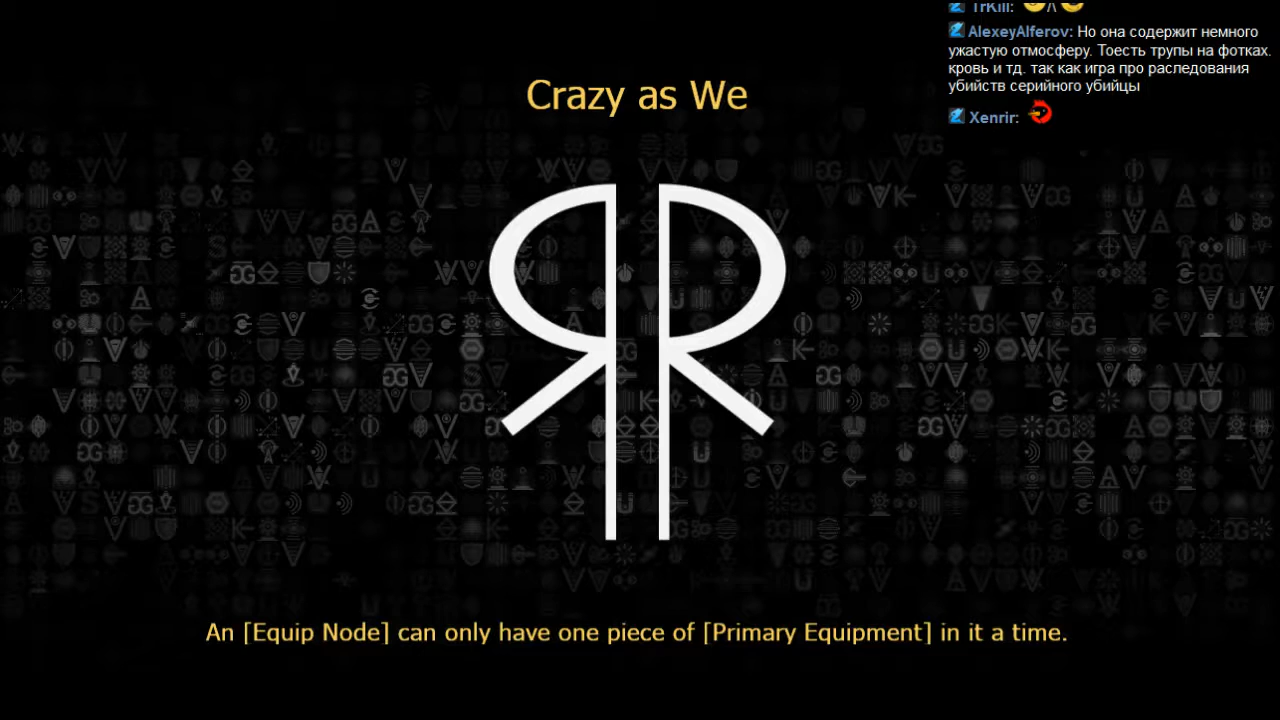 TrKill:
AlexeyAlferov: Но она содержит немного
ужастую отмосферу. Тоесть трупы на фотках.
кровь и тд. так как игра про раследования
убийств серийного убийцы
Xenrir:
Crazy as We
An [Equip Node] can only have one piece of [Primary Equipment] in it a time.